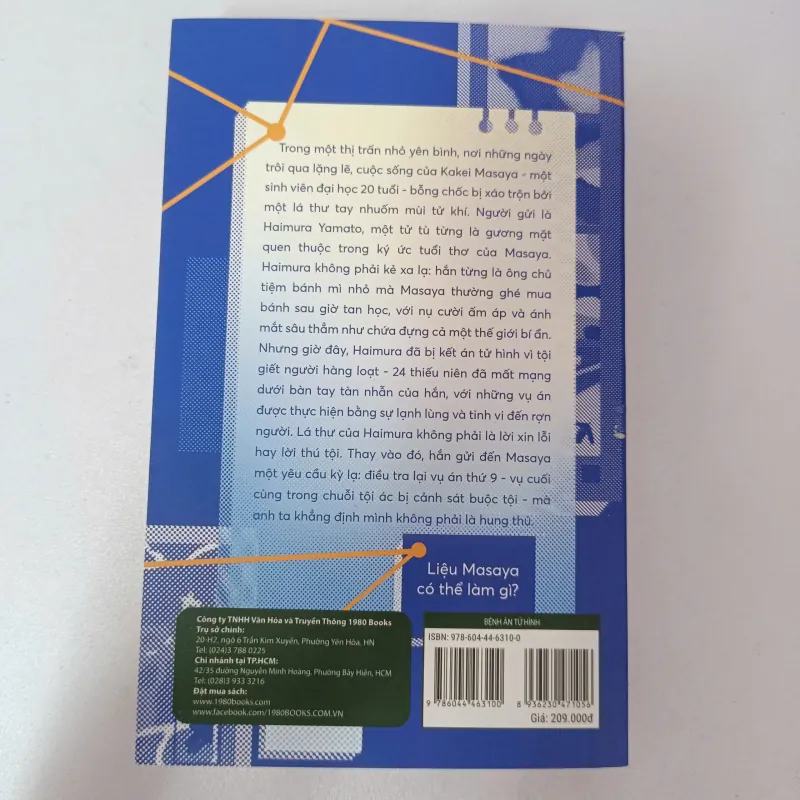 Trong một thị trấn nhỏ yên bình, nơi những ngày
trôi qua lặng lẽ, cuộc sống của Kakei Masaya - một
sinh viên đại học 20 tuổi - bỗng chốc bị xáo trộn bởi
một lá thư tay nhuốm mùi tử khí. Người gửi là
Haimura Yamato, một tử tù từng là gương mặt
quen thuộc trong ký ức tuổi thơ của Masaya.
Haimura không phải kẻ xa lạ: hắn từng là ông chủ
tiệm bánh mì nhỏ mà Masaya thường ghé mua
bánh sau giờ tan học, với nụ cười ấm áp và ánh
mắt sâu thẳm như chứa đựng cả một thế giới bí ẩn.
Nhưng giờ đây, Haimura đã bị kết án tử hình vì tội
giết người hàng loạt - 24 thiếu niên đã mất mạng
dưới bàn tay tàn nhẫn của hắn, với những vụ án
được thực hiện bằng sự lạnh lùng và tinh vi đến rợn
người. Lá thư của Haimura không phải là lời xin lỗi
hay lời thú tội. Thay vào đó, hắn gửi đến Masaya
một yêu cầu kỳ lạ: điều tra lại vụ án thứ 9 - vụ cuối
cùng trong chuỗi tội ác bị cảnh sát buộc tội - mà
anh ta khẳng định mình không phải là hung thủ.
Liệu Masaya
có thể làm gì?
Công ty TNHH Văn Hóa và Truyền Thông 1980 Books
Trụ sở chính:
20-H2, ngõ 6 Trần Kim Xuyến, Phường Yên Hòa, HN
Tel: (024)3 788 0225
Chi nhánh tại TP.HCM:
42/35 đường Nguyễn Minh Hoàng, Phường Bảy Hiền, HCM
Tel: (028)3 933 3216
Đặt mua sách:
www.1980books.com
www.facebook.com/1980BOOKS.COM.VN
BỆNH ÁN TỬ HÌNH
ISBN: 978-604-44-6310-0
9 786044 463100
8 936230 471058
Giá: 209.000đ